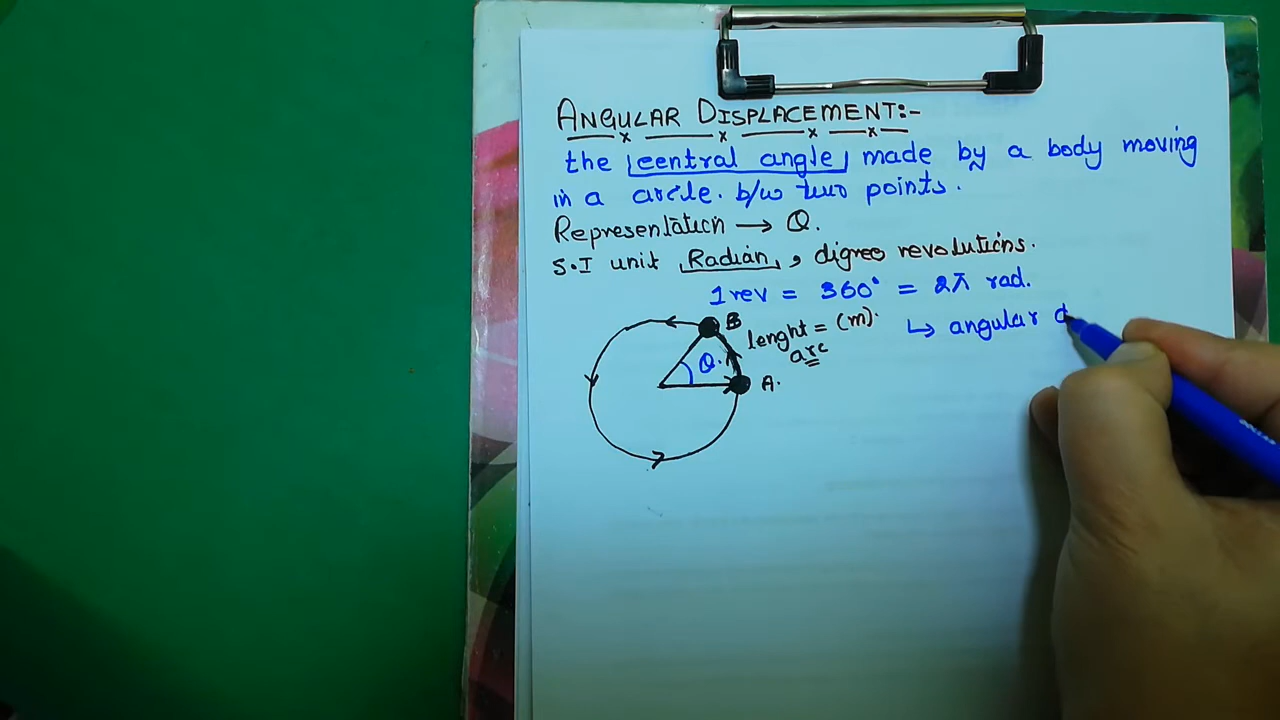 ANGULAR DISPLACEMENT:-
the central angle made by a body moving
in a circle. b/w two points.
Representation → Q.
S.I unit Radian, digree revolutions.
1 rev = 360° = 2π rad.
↳ angular d
B
lenght = (m).
arc
Q.
A.